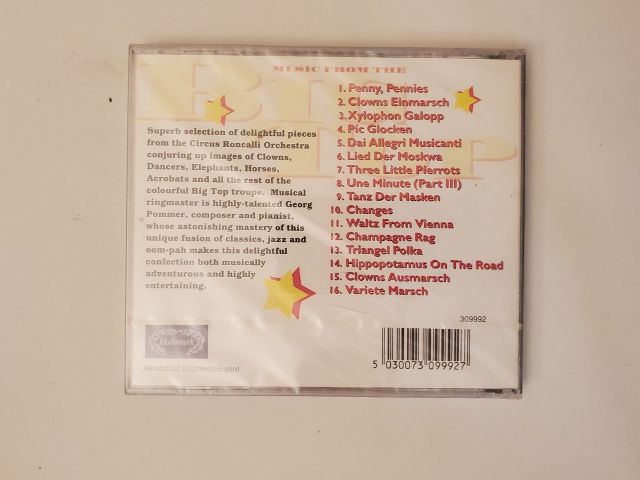 MUSIC FROM THE
BIG TOP
Superb selection of delightful pieces
from the Circus Roncalli Orchestra
conjuring up images of Clowns,
Dancers, Elephants, Horses,
Acrobats and all the rest of the
colourful Big Top troupe. Musical
ringmaster is highly-talented Georg
Pommer, composer and pianist,
whose astonishing mastery of this
unique fusion of classics, jazz and
oom-pah makes this delightful
confection both musically
adventurous and highly
entertaining.
1. Penny, Pennies
2. Clowns Einmarsch
3. Xylophon Galopp
4. Pic Glocken
5. Dai Allegri Musicanti
6. Lied Der Moskwa
7. Three Little Pierrots
8. Une Minute (Part III)
9. Tanz Der Masken
10. Changes
11. Waltz From Vienna
12. Champagne Rag
13. Triangel Polka
14. Hippopotamus On The Road
15. Clowns Ausmarsch
16. Variete Marsch
309992
Hallmark
Manufactured and printed in England
5 030073 099927